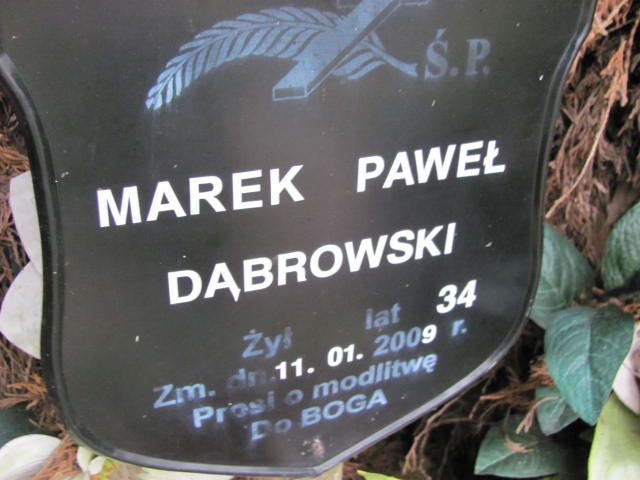 Ś.P.
MAREK PAWEŁ
DĄBROWSKI
Żył lat 34
Zm. dn. 11. 01. 2009 r.
Prosi o modlitwę
Do BOGA